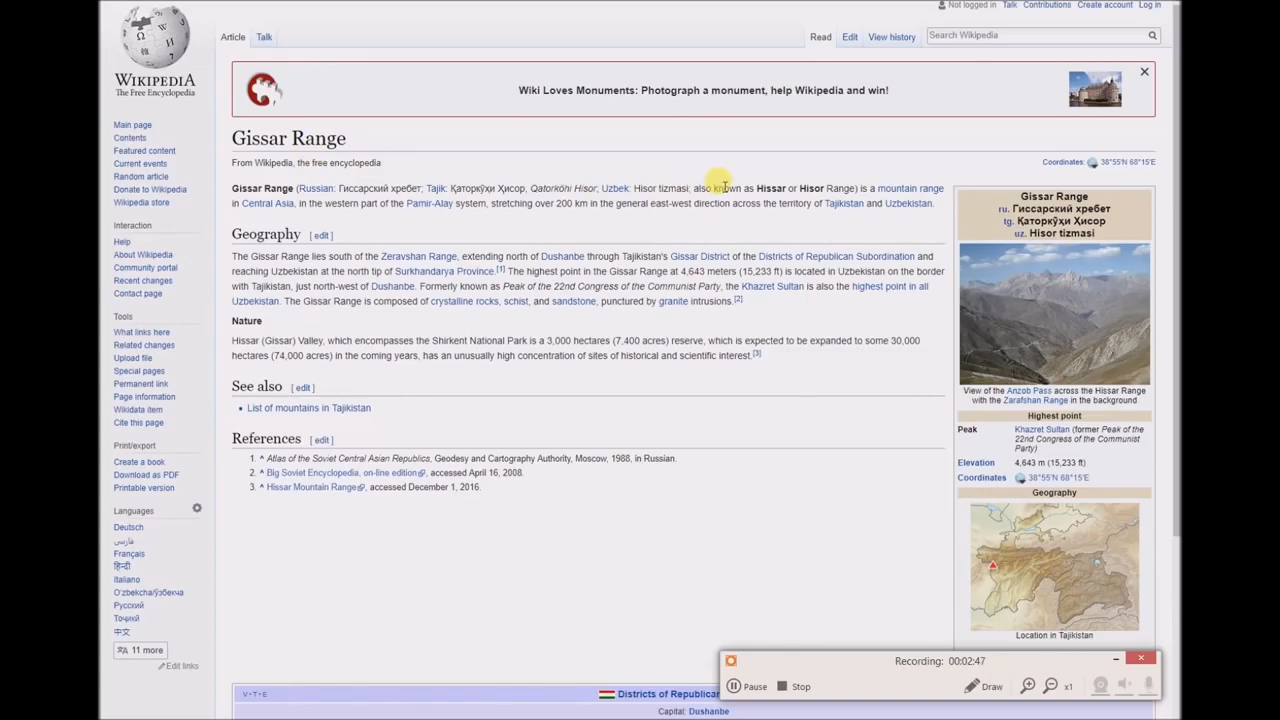 Not logged in Talk Contributions Create account Log in
Article Talk
Read Edit View history Search Wikipedia
WIKIPEDIA
The Free Encyclopedia
Main page
Contents
Featured content
Current events
Random article
Donate to Wikipedia
Wikipedia store
Interaction
Help
About Wikipedia
Community portal
Recent changes
Contact page
Tools
What links here
Related changes
Upload file
Special pages
Permanent link
Page information
Wikidata item
Cite this page
Print/export
Create a book
Download as PDF
Printable version
Languages
Deutsch
فارسی
Français
हिन्दी
Italiano
Oʻzbekcha/ўзбекча
Русский
Тоҷикӣ
中文
11 more
Edit links
Wiki Loves Monuments: Photograph a monument, help Wikipedia and win!
Gissar Range
From Wikipedia, the free encyclopedia
Coordinates: 38°55′N 68°15′E
Gissar Range (Russian: Гиссарский хребет; Tajik: Қаторкӯҳи Ҳисор, Qatorkŏhi Hisor; Uzbek: Hisor tizmasi; also known as Hissar or Hisor Range) is a mountain range
in Central Asia, in the western part of the Pamir-Alay system, stretching over 200 km in the general east-west direction across the territory of Tajikistan and Uzbekistan.
Geography [ edit ]
The Gissar Range lies south of the Zeravshan Range, extending north of Dushanbe through Tajikistan's Gissar District of the Districts of Republican Subordination and
reaching Uzbekistan at the north tip of Surkhandarya Province.[1] The highest point in the Gissar Range at 4,643 meters (15,233 ft) is located in Uzbekistan on the border
with Tajikistan, just north-west of Dushanbe. Formerly known as Peak of the 22nd Congress of the Communist Party, the Khazret Sultan is also the highest point in all
Uzbekistan. The Gissar Range is composed of crystalline rocks, schist, and sandstone, punctured by granite intrusions.[2]
Nature
Hissar (Gissar) Valley, which encompasses the Shirkent National Park is a 3,000 hectares (7,400 acres) reserve, which is expected to be expanded to some 30,000
hectares (74,000 acres) in the coming years, has an unusually high concentration of sites of historical and scientific interest.[3]
See also [ edit ]
• List of mountains in Tajikistan
References [ edit ]
1. ^ Atlas of the Soviet Central Asian Republics, Geodesy and Cartography Authority, Moscow, 1988, in Russian.
2. ^ Big Soviet Encyclopedia, on-line edition, accessed April 16, 2008.
3. ^ Hissar Mountain Range, accessed December 1, 2016.
Gissar Range
ru. Гиссарский хребет
tg. Қаторкӯҳи Ҳисор
uz. Hisor tizmasi
View of the Anzob Pass across the Hissar Range
with the Zarafshan Range in the background
Highest point
Peak Khazret Sultan (former Peak of the
22nd Congress of the Communist
Party)
Elevation 4,643 m (15,233 ft)
Coordinates 38°55′N 68°15′E
Geography
Location in Tajikistan
V·T·E Districts of Republican
Capital: Dushanbe
Recording: 00:02:47
Pause Stop Draw x1